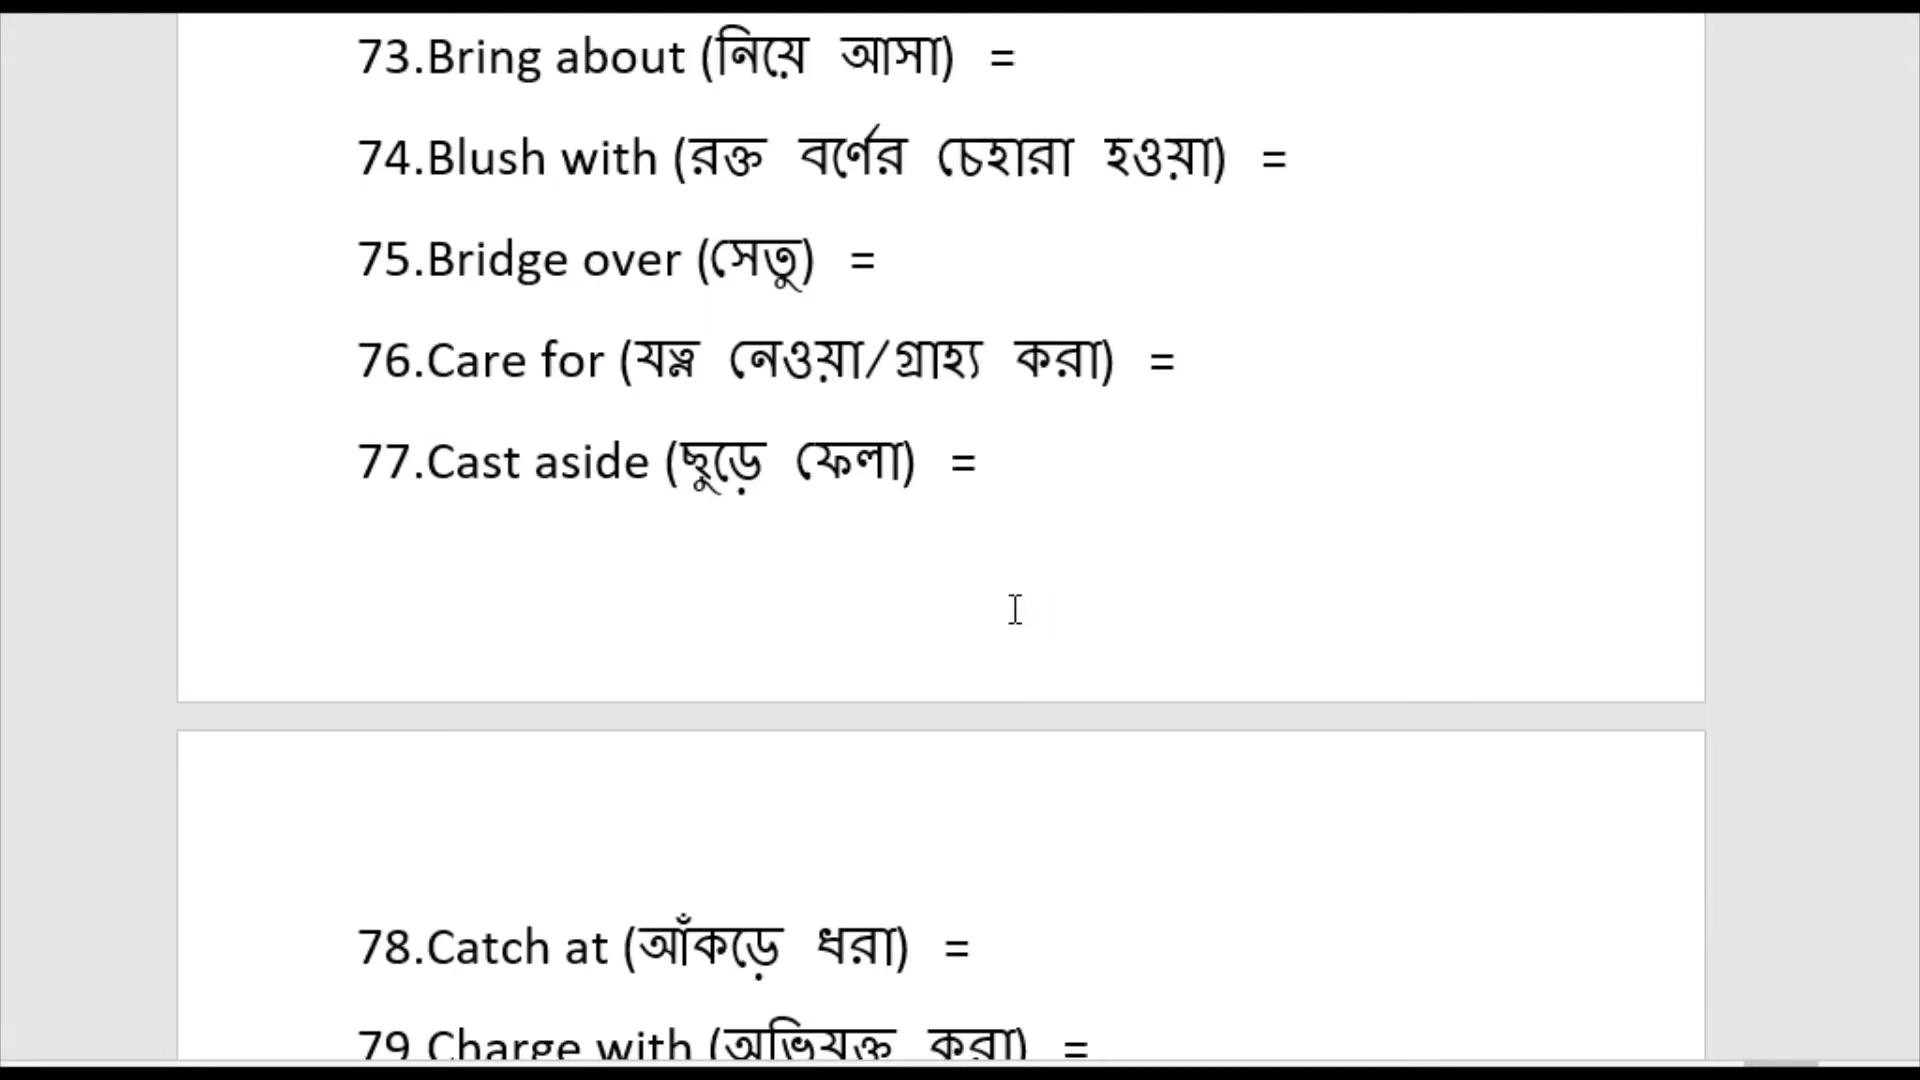 73.Bring about (নিয়ে আসা) =
74.Blush with (রক্ত বর্ণের চেহারা হওয়া) =
75.Bridge over (সেতু) =
76.Care for (যত্ন নেওয়া/গ্রাহ্য করা) =
77.Cast aside (ছুড়ে ফেলা) =
78.Catch at (আঁকড়ে ধরা) =
79.Charge with (অভিযুক্ত করা) =